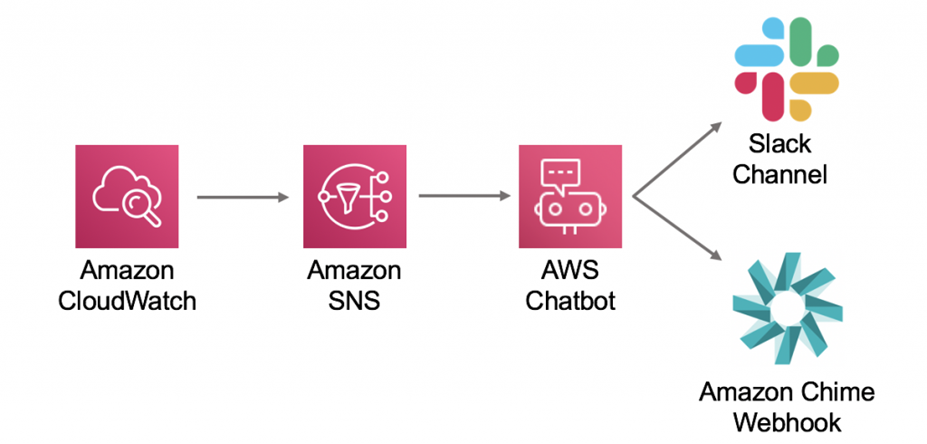 Amazon
CloudWatch
Amazon
SNS
AWS
Chatbot
Slack
Channel
Amazon Chime
Webhook